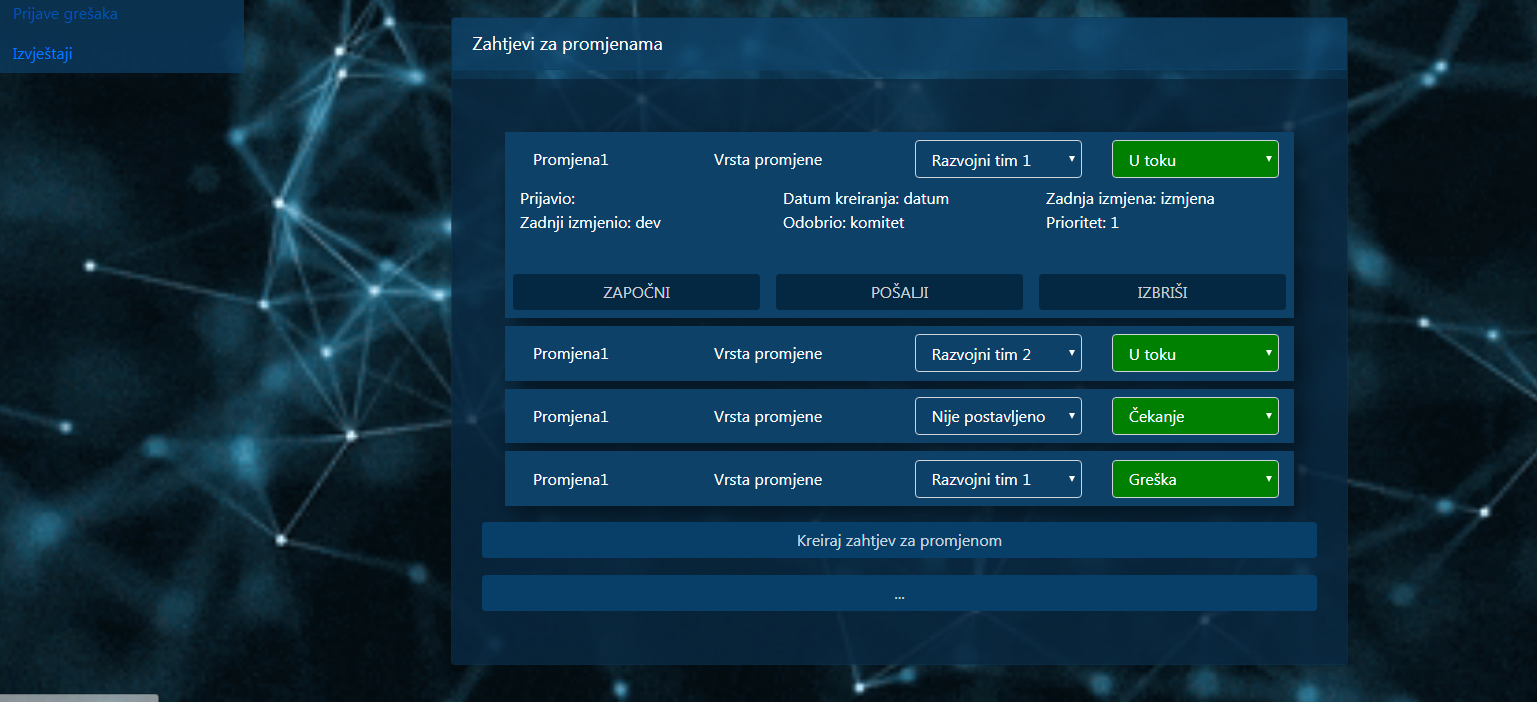 Prijave grešaka
Izvještaji
Zahtjevi za promjenama
Promjena1 Vrsta promjene Razvojni tim 1 U toku
Prijavio: Datum kreiranja: datum Zadnja izmjena: izmjena
Zadnji izmjenio: dev Odobrio: komitet Prioritet: 1
ZAPOČNI POŠALJI IZBRIŠI
Promjena1 Vrsta promjene Razvojni tim 2 U toku
Promjena1 Vrsta promjene Nije postavljeno Čekanje
Promjena1 Vrsta promjene Razvojni tim 1 Greška
Kreiraj zahtjev za promjenom
...